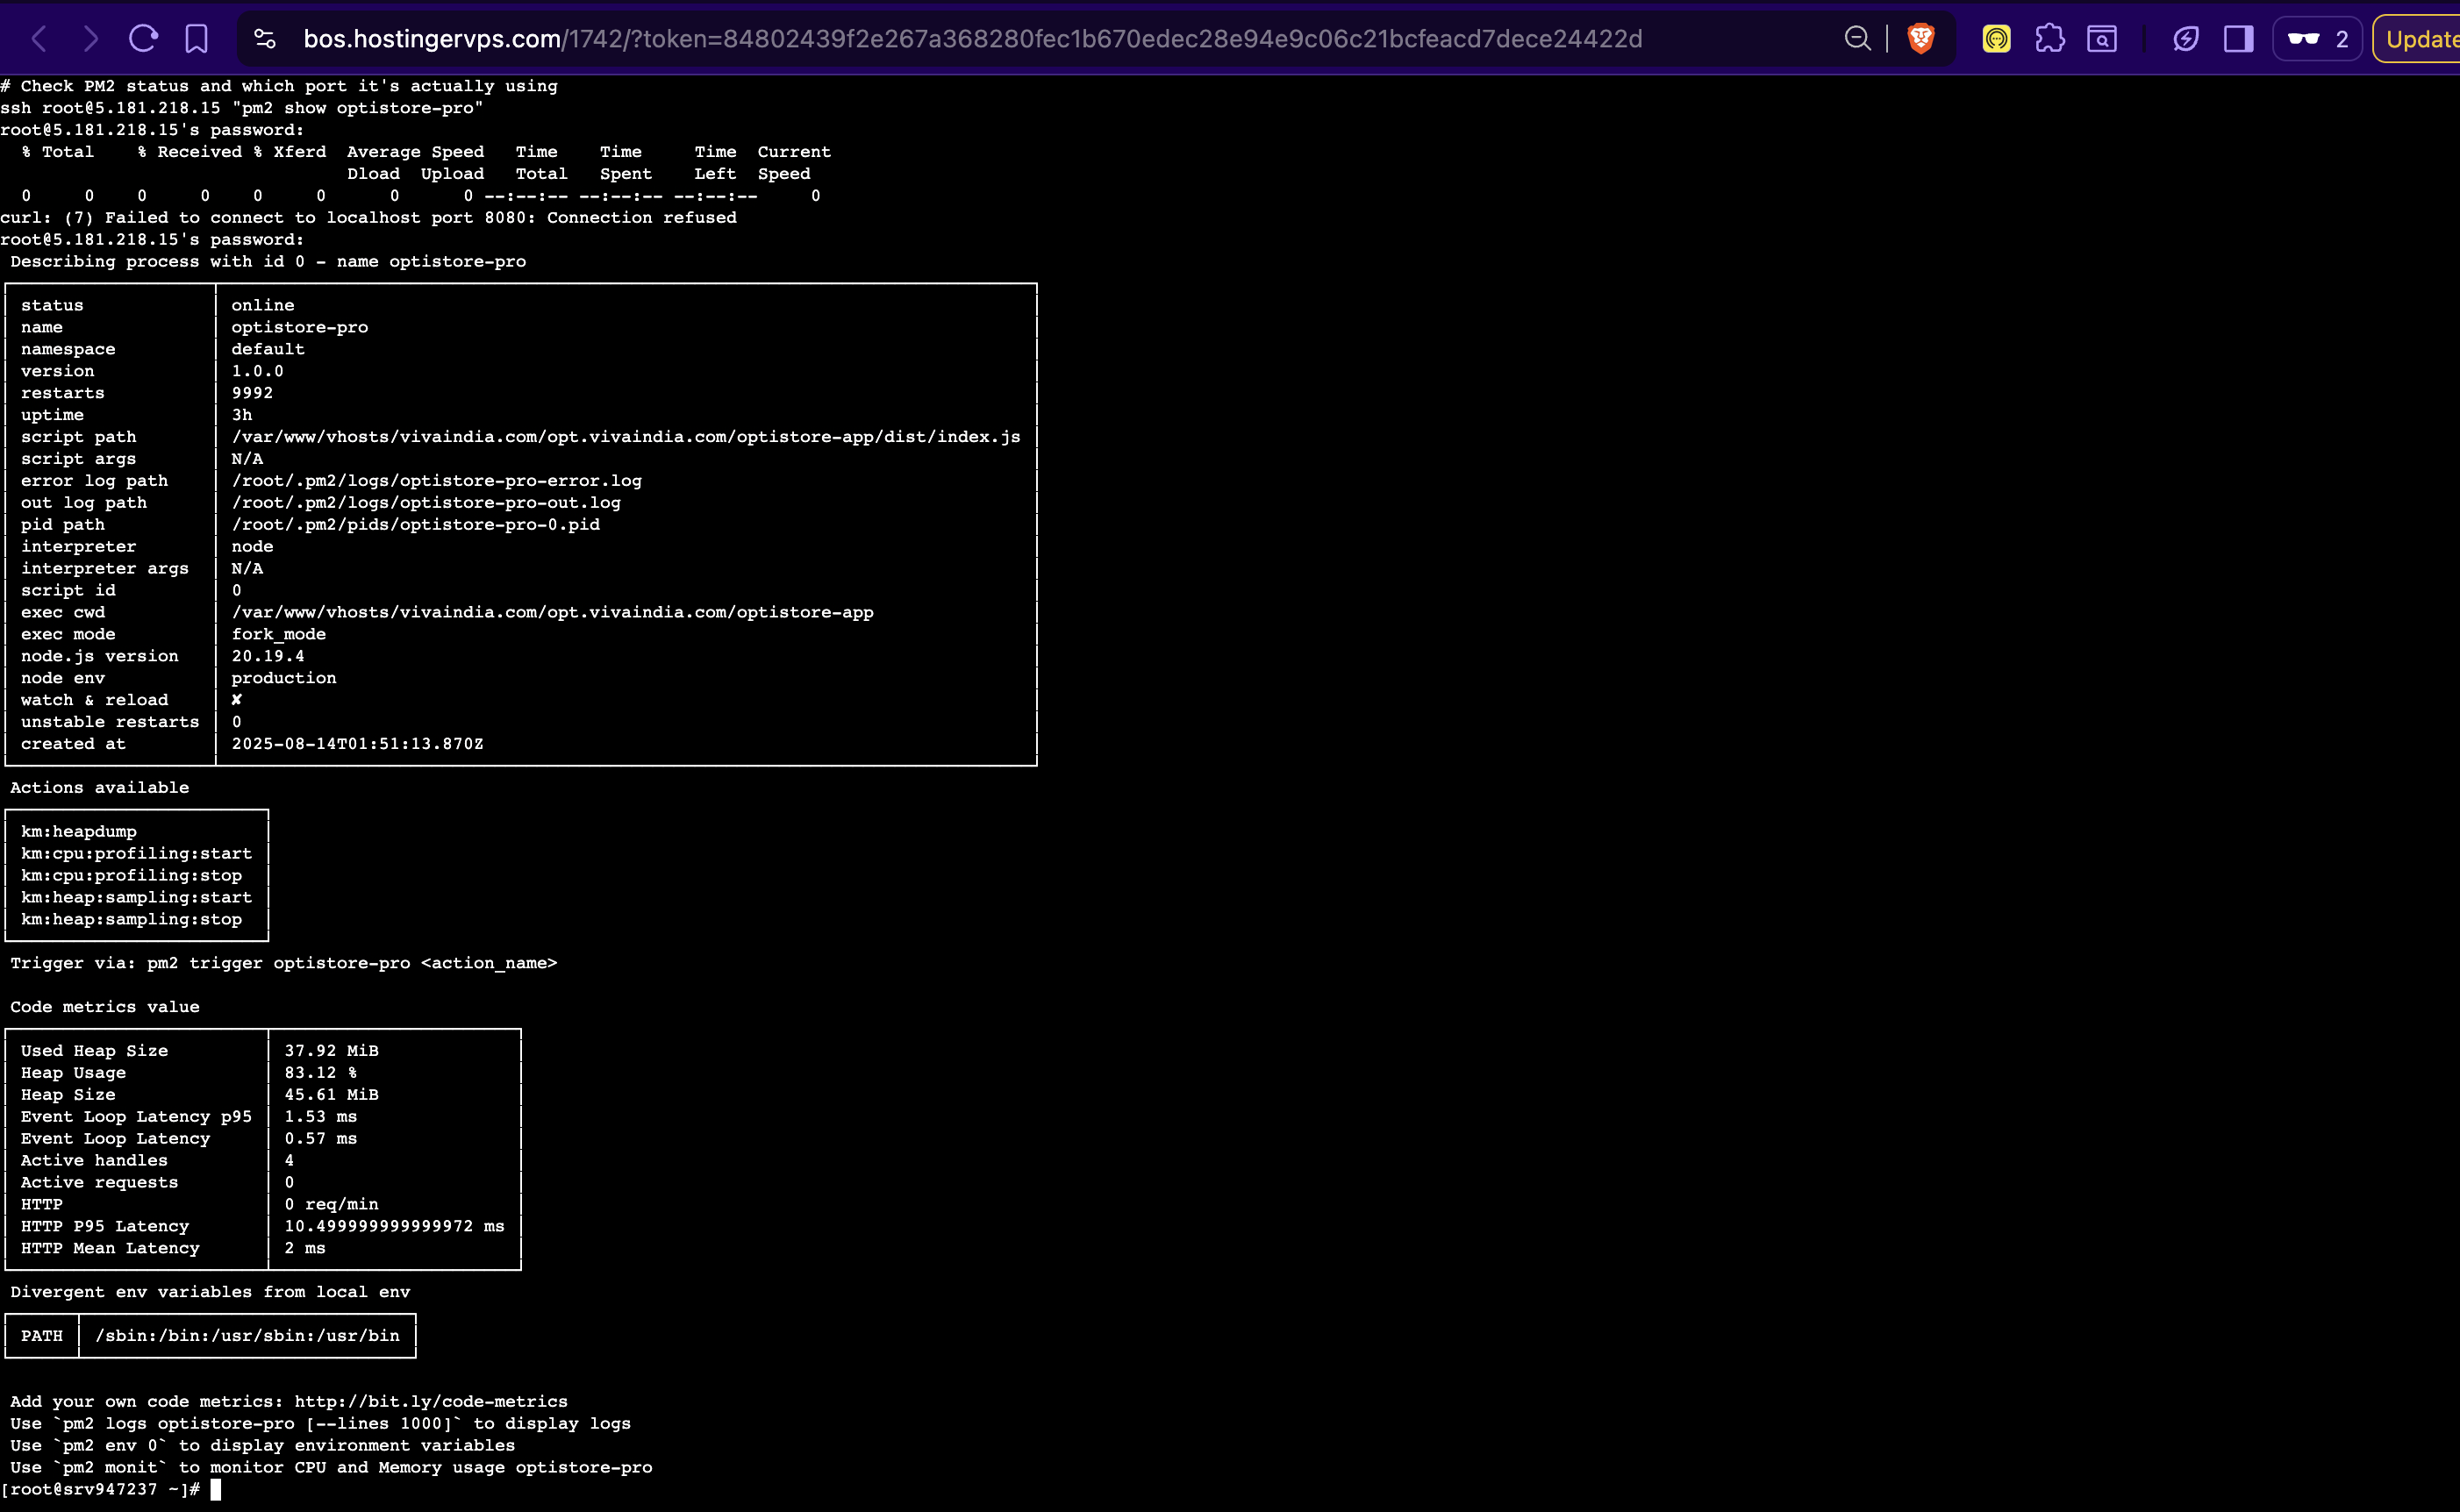 bos.hostingervps.com/1742/?token=84802439f2e267a368280fec1b670edec28e94e9c06c21bcfeacd7dece24422d
2
Update
# Check PM2 status and which port it's actually using
ssh root@5.181.218.15 "pm2 show optistore-pro"
root@5.181.218.15's password:
% Total % Received % Xferd Average Speed Time Time Time Current
Dload Upload Total Spent Left Speed
0 0 0 0 0 0 0 0 --:--:-- --:--:-- --:--:-- 0
curl: (7) Failed to connect to localhost port 8080: Connection refused
root@5.181.218.15's password:
Describing process with id 0 - name optistore-pro
status online
name optistore-pro
namespace default
version 1.0.0
restarts 9992
uptime 3h
script path /var/www/vhosts/vivaindia.com/opt.vivaindia.com/optistore-app/dist/index.js
script args N/A
error log path /root/.pm2/logs/optistore-pro-error.log
out log path /root/.pm2/logs/optistore-pro-out.log
pid path /root/.pm2/pids/optistore-pro-0.pid
interpreter node
interpreter args N/A
script id 0
exec cwd /var/www/vhosts/vivaindia.com/opt.vivaindia.com/optistore-app
exec mode fork_mode
node.js version 20.19.4
node env production
watch & reload ✘
unstable restarts 0
created at 2025-08-14T01:51:13.870Z
Actions available
km:heapdump
km:cpu:profiling:start
km:cpu:profiling:stop
km:heap:sampling:start
km:heap:sampling:stop
Trigger via: pm2 trigger optistore-pro <action_name>
Code metrics value
Used Heap Size 37.92 MiB
Heap Usage 83.12 %
Heap Size 45.61 MiB
Event Loop Latency p95 1.53 ms
Event Loop Latency 0.57 ms
Active handles 4
Active requests 0
HTTP 0 req/min
HTTP P95 Latency 10.499999999999972 ms
HTTP Mean Latency 2 ms
Divergent env variables from local env
PATH /sbin:/bin:/usr/sbin:/usr/bin
Add your own code metrics: http://bit.ly/code-metrics
Use `pm2 logs optistore-pro [--lines 1000]` to display logs
Use `pm2 env 0` to display environment variables
Use `pm2 monit` to monitor CPU and Memory usage optistore-pro
[root@srv947237 ~]#